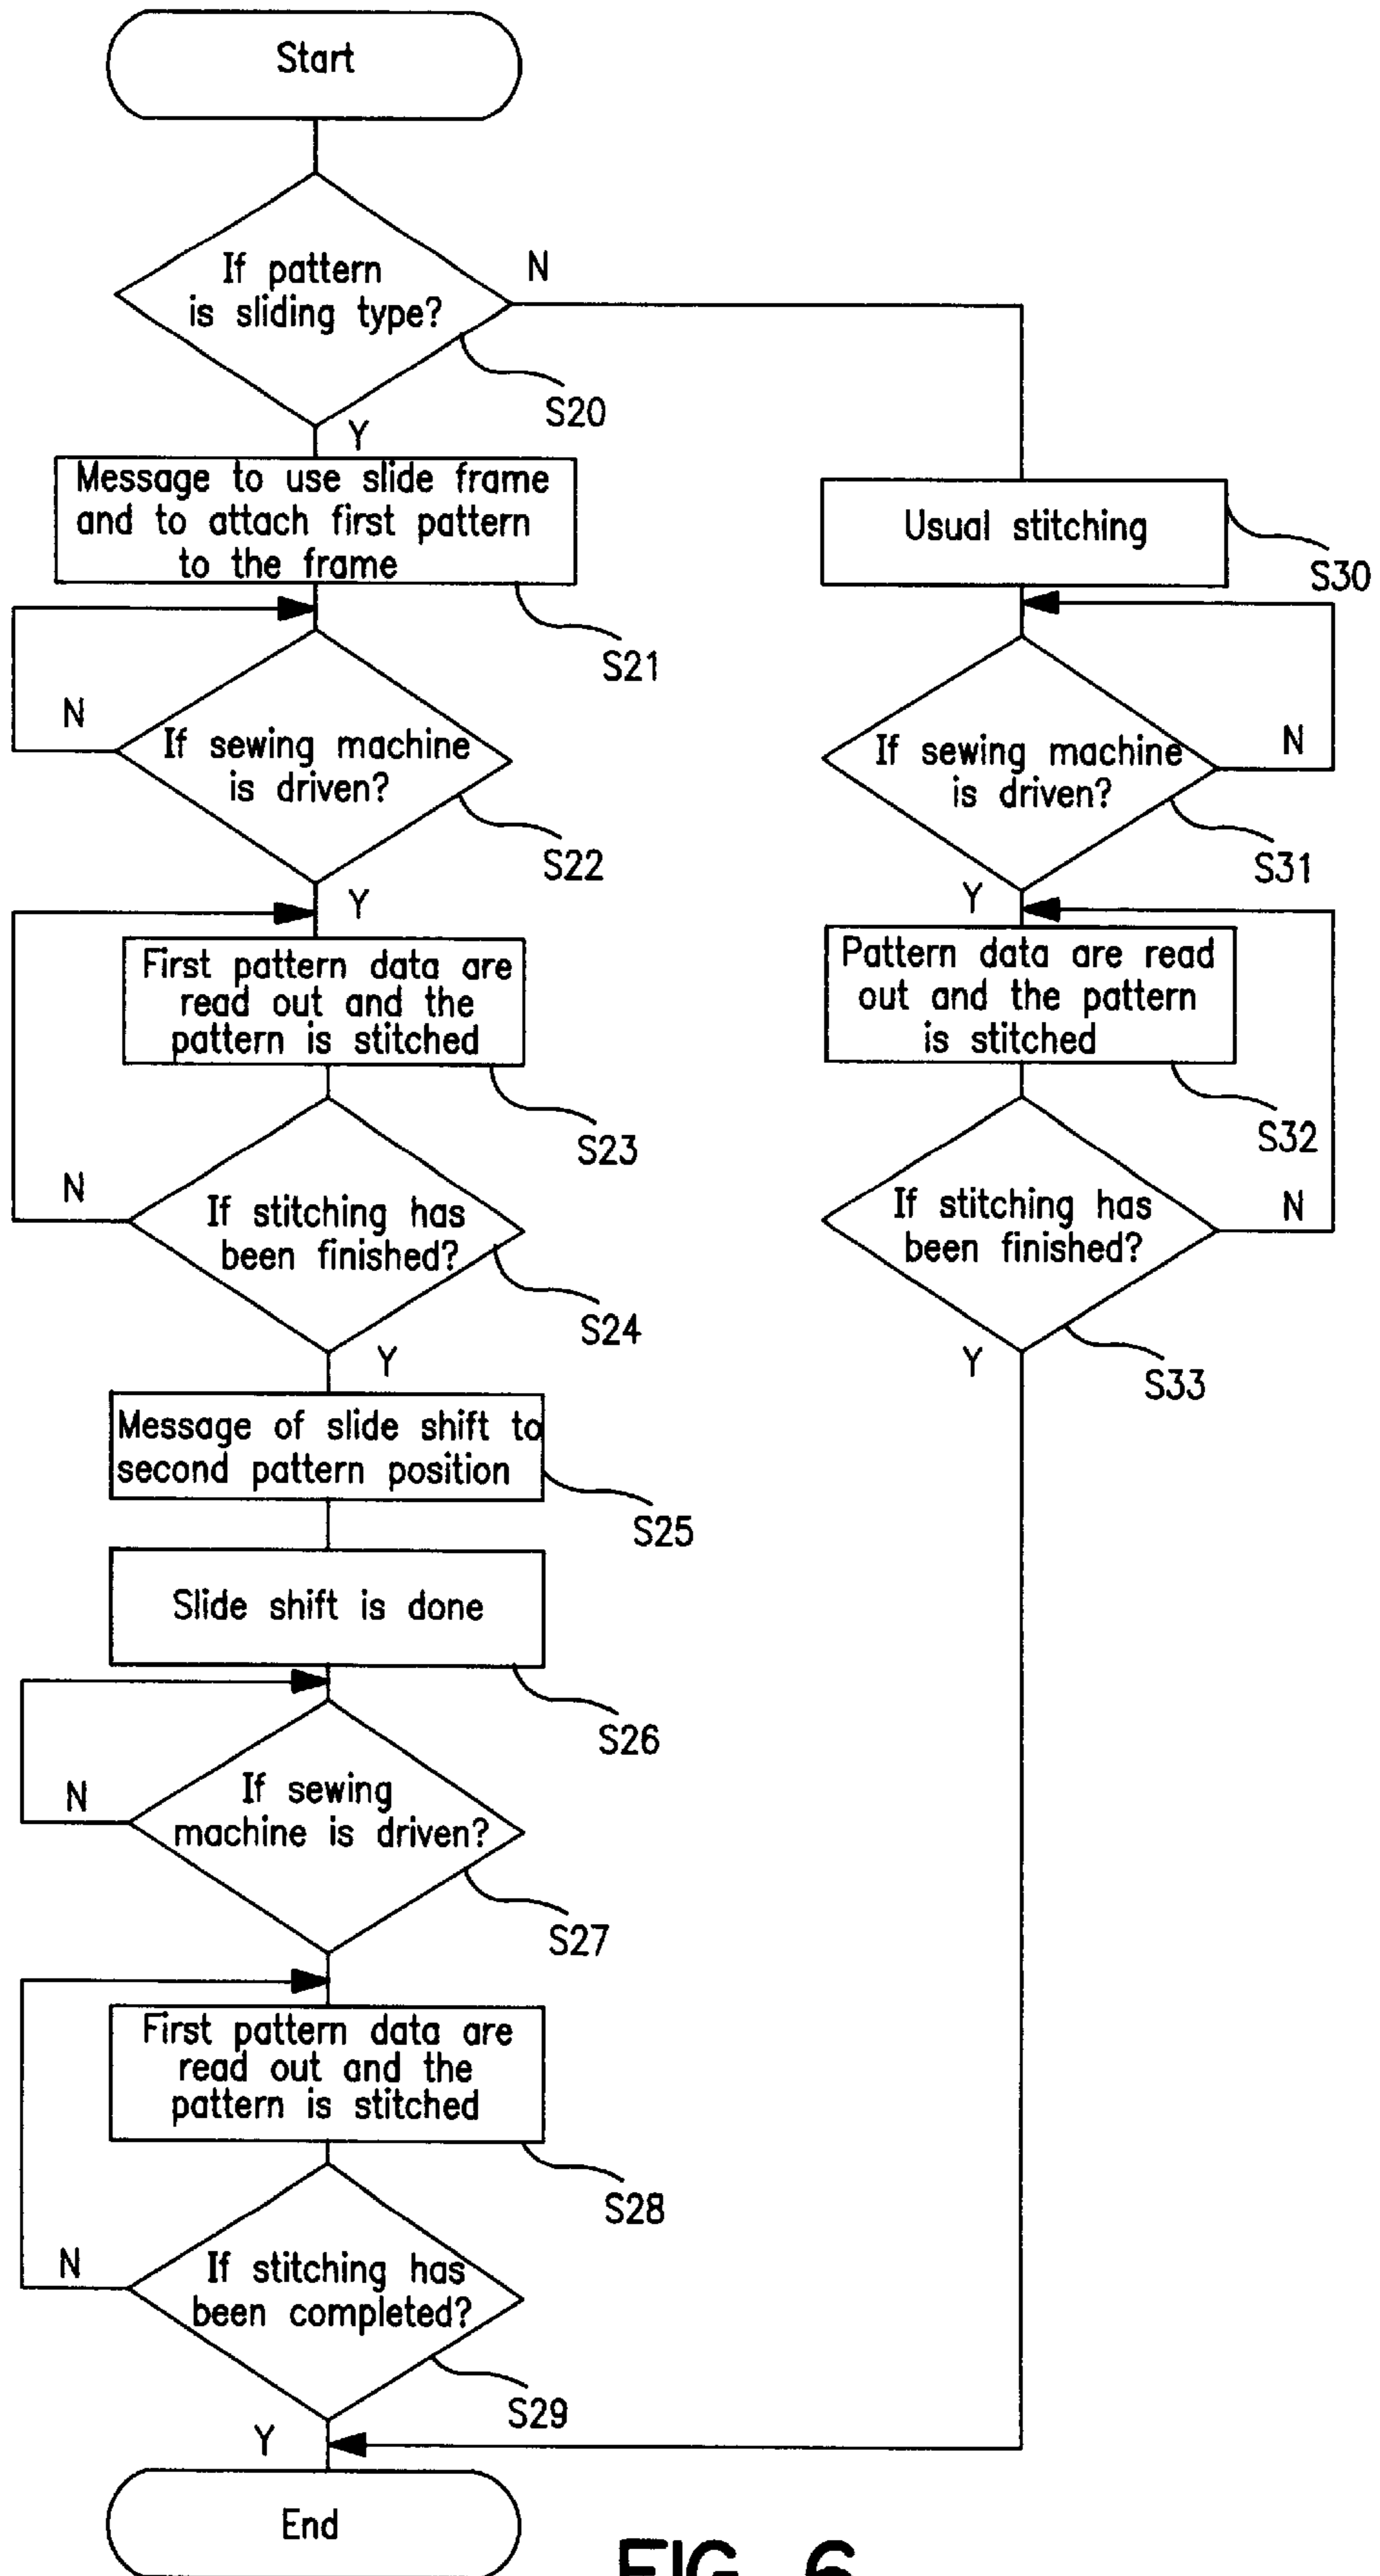 Start
If pattern
is sliding type?
N
S20
Y
Message to use slide frame
and to attach first pattern
to the frame
S21
N
If sewing machine
is driven?
S22
Y
First pattern data are
read out and the
pattern is stitched
S23
N
If stitching has
been finished?
S24
Y
Message of slide shift to
second pattern position
S25
Slide shift is done
S26
N
If sewing
machine is driven?
S27
First pattern data are
read out and the
pattern is stitched
S28
N
If stitching has
been completed?
S29
Y
End
Usual stitching
S30
If sewing machine
is driven?
N
S31
Y
Pattern data are read
out and the pattern
is stitched
S32
If stitching has
been finished?
N
S33
Y
FIG. 6